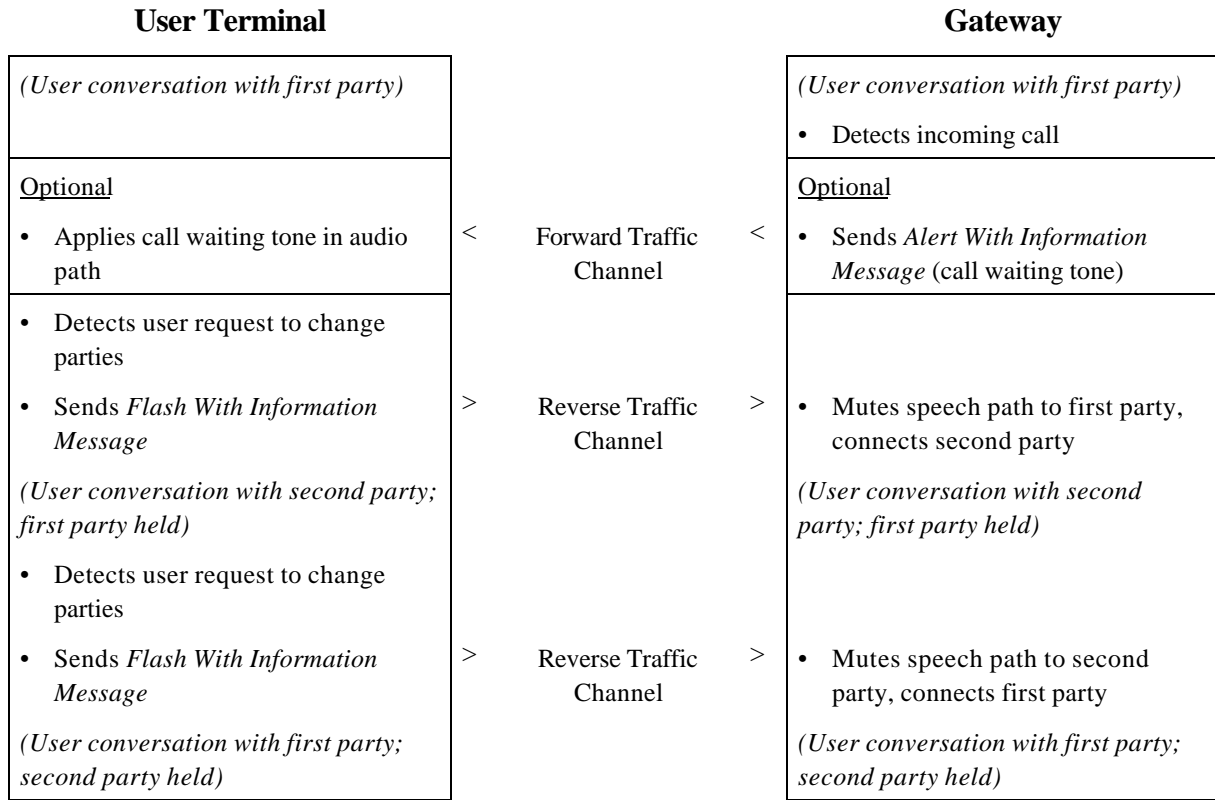 User Terminal
Gateway
(User conversation with first party)
(User conversation with first party)
• Detects incoming call
Optional
• Applies call waiting tone in audio
path
< Forward Traffic <
Channel
Optional
• Sends Alert With Information
Message (call waiting tone)
• Detects user request to change
parties
• Sends Flash With Information
Message
> Reverse Traffic >
Channel
• Mutes speech path to first party,
connects second party
(User conversation with second party;
first party held)
(User conversation with second
party; first party held)
• Detects user request to change
parties
• Sends Flash With Information
Message
> Reverse Traffic >
Channel
• Mutes speech path to second
party, connects first party
(User conversation with first party;
second party held)
(User conversation with first party;
second party held)